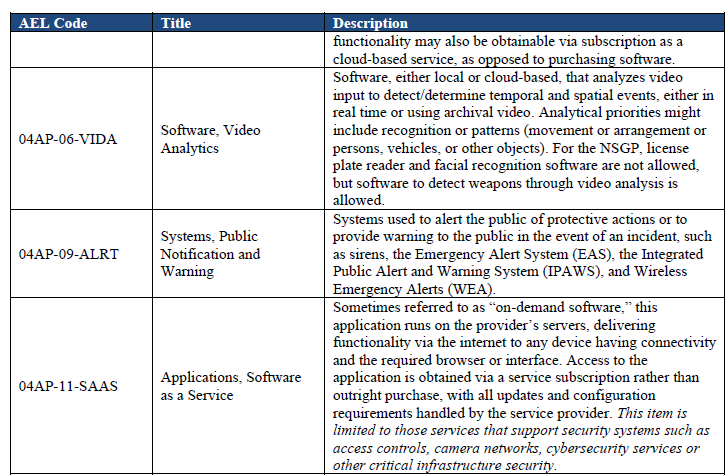 AEL Code Title Description
functionality may also be obtainable via subscription as a
cloud-based service, as opposed to purchasing software.
04AP-06-VIDA
Software, Video
Analytics
Software, either local or cloud-based, that analyzes video
input to detect/determine temporal and spatial events, either in
real time or using archival video. Analytical priorities might
include recognition or patterns (movement or arrangement or
persons, vehicles, or other objects). For the NSGP, license
plate reader and facial recognition software are not allowed,
but software to detect weapons through video analysis is
allowed.
04AP-09-ALRT
Systems, Public
Notification and
Warning
Systems used to alert the public of protective actions or to
provide warning to the public in the event of an incident, such
as sirens, the Emergency Alert System (EAS), the Integrated
Public Alert and Warning System (IPAWS), and Wireless
Emergency Alerts (WEA).
04AP-11-SAAS
Applications, Software
as a Service
Sometimes referred to as “on-demand software,” this
application runs on the provider’s servers, delivering
functionality via the internet to any device having connectivity
and the required browser or interface. Access to the
application is obtained via a service subscription rather than
outright purchase, with all updates and configuration
requirements handled by the service provider. This item is
limited to those services that support security systems such as
access controls, camera networks, cybersecurity services or
other critical infrastructure security.